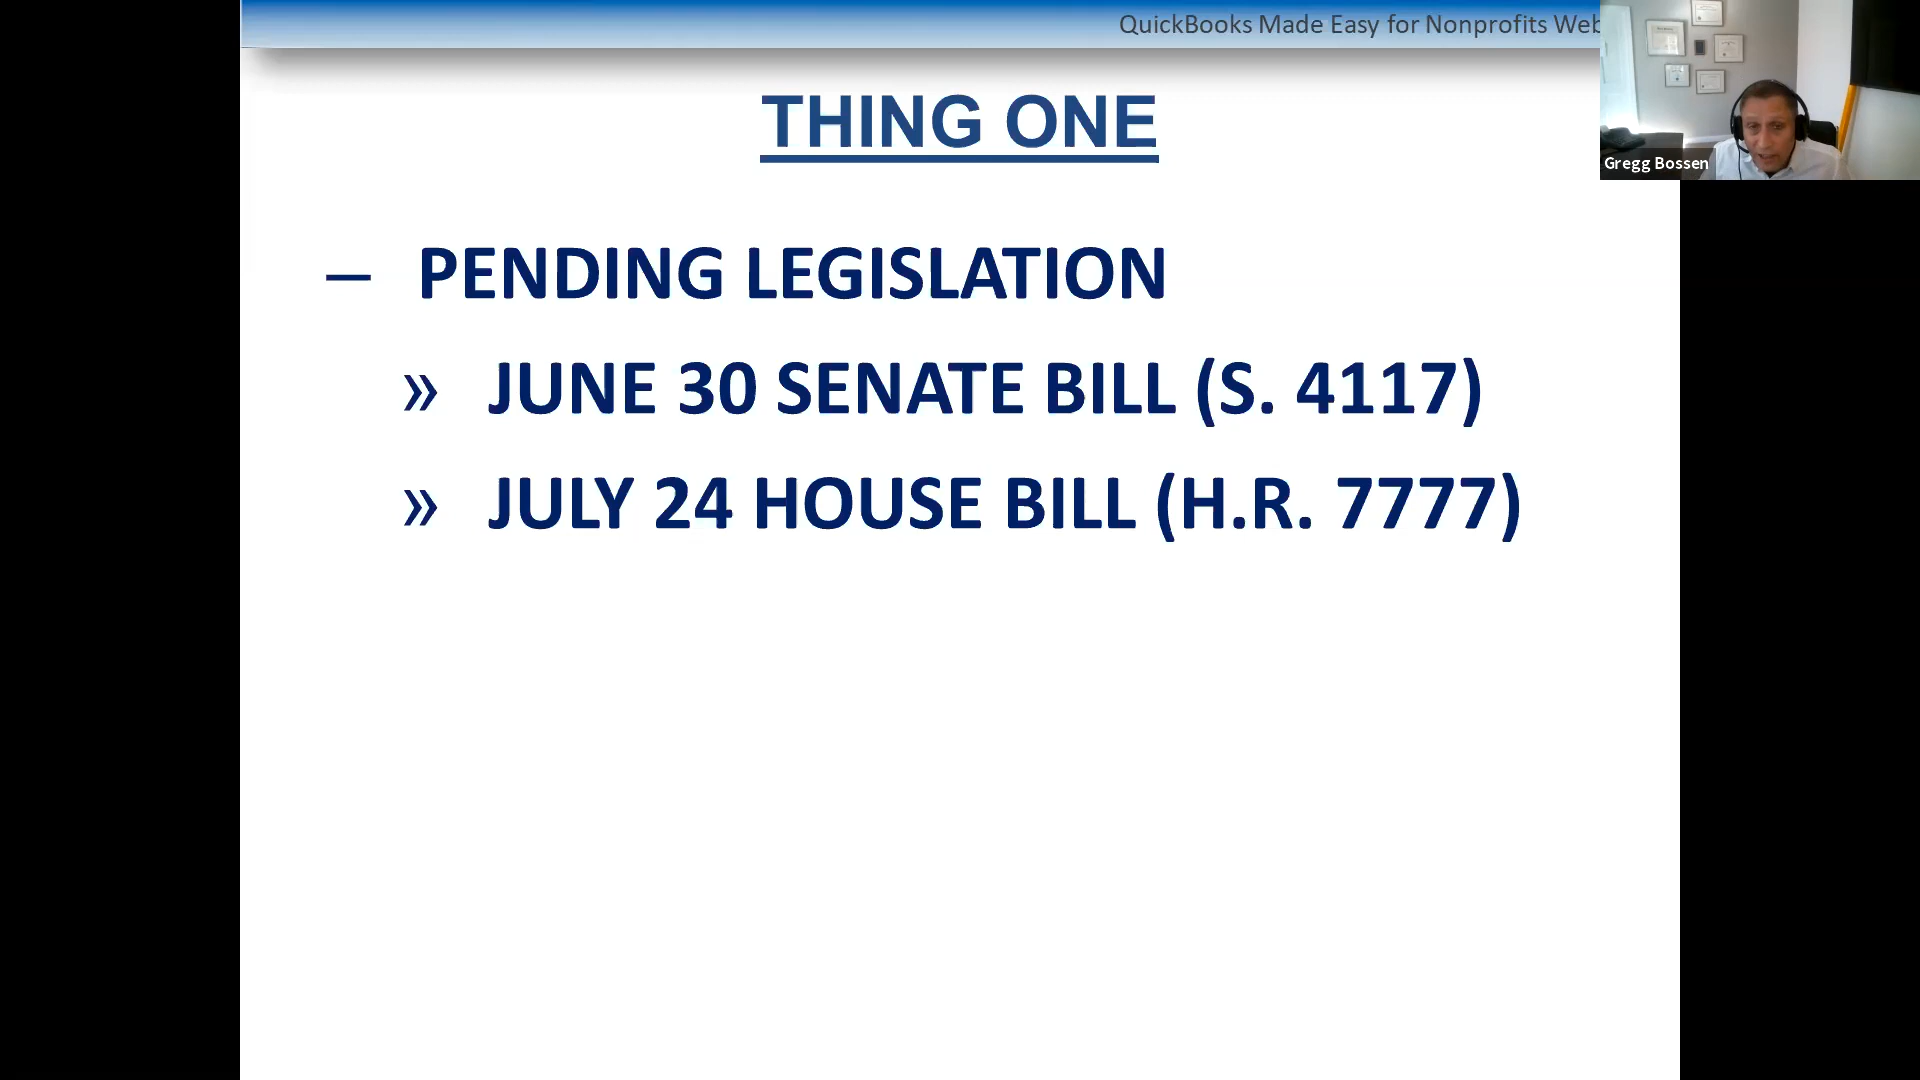 QuickBooks Made Easy for Nonprofits Web
Gregg Bossen
THING ONE
– PENDING LEGISLATION
» JUNE 30 SENATE BILL (S. 4117)
» JULY 24 HOUSE BILL (H.R. 7777)